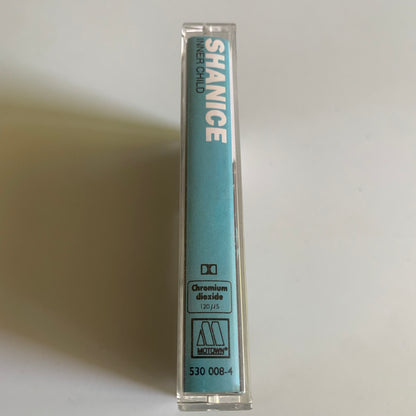 SHANICE
INNER CHILD
Chromium
dioxide
120 µs
MOTOWN®
530 008-4